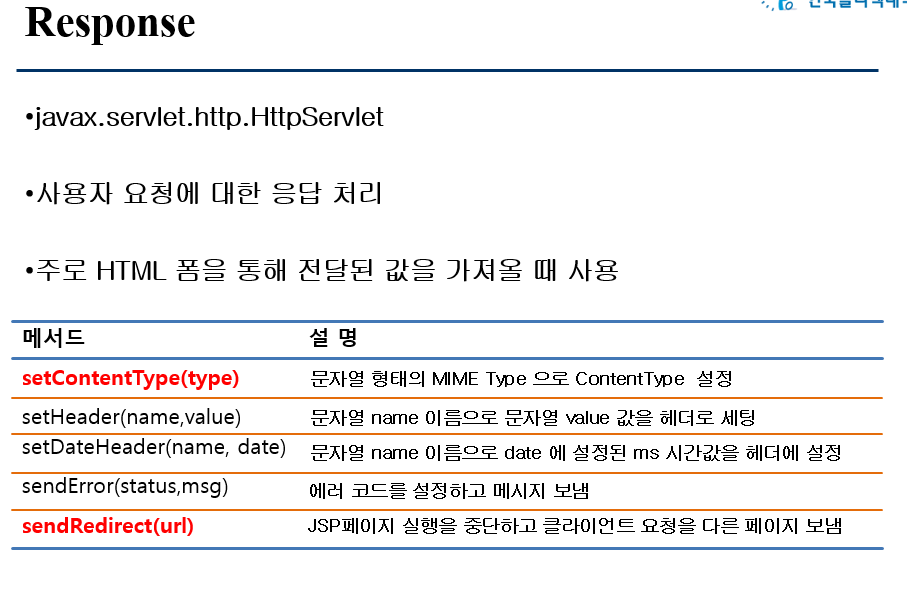 Response
•javax.servlet.http.HttpServlet
•사용자 요청에 대한 응답 처리
•주로 HTML 폼을 통해 전달된 값을 가져올 때 사용
메서드 설 명
setContentType(type) 문자열 형태의 MIME Type 으로 ContentType 설정
setHeader(name,value) 문자열 name 이름으로 문자열 value 값을 헤더로 세팅
setDateHeader(name, date) 문자열 name 이름으로 date 에 설정된 ms 시간값을 헤더에 설정
sendError(status,msg) 에러 코드를 설정하고 메시지 보냄
sendRedirect(url) JSP페이지 실행을 중단하고 클라이언트 요청을 다른 페이지 보냄